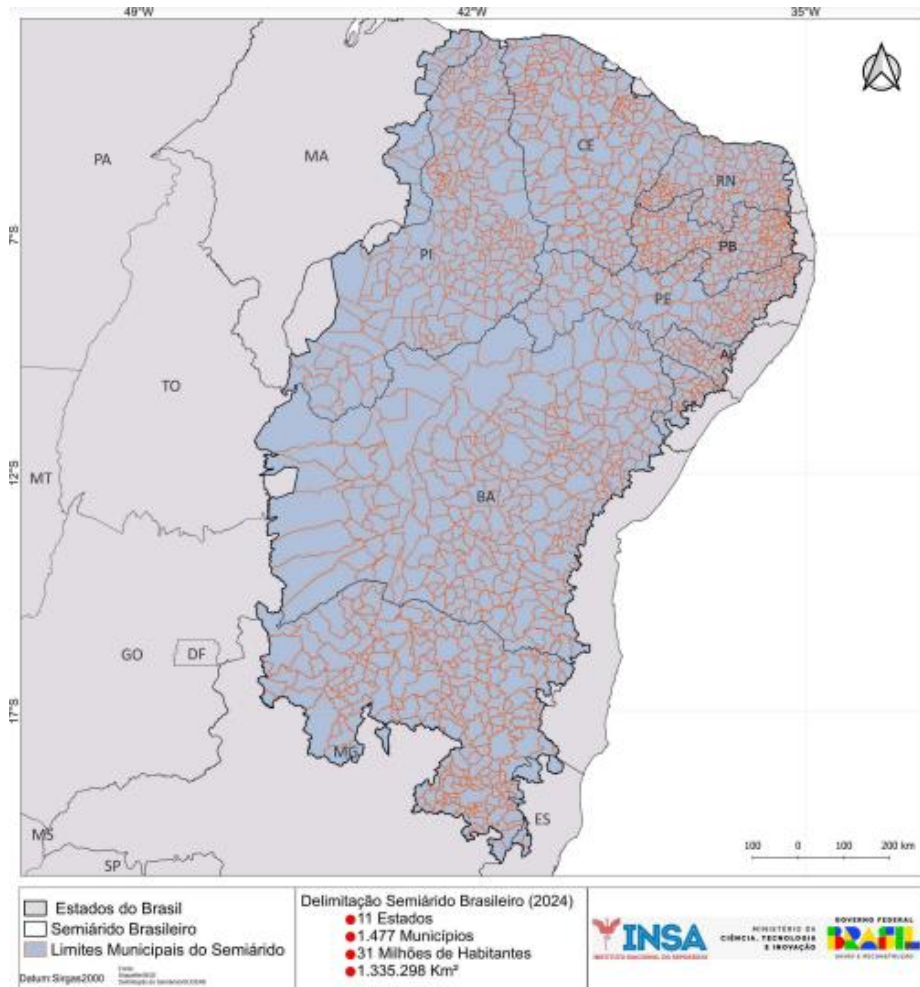 49°W 42°W 35°W
PA
MA
CE
RN
7°S
PB
PI
PE
TO
MT
12°S
BA
GO
DF
17°S
MG
ES
MS
SP
100 0 100 200 km
Estados do Brasil
Semiárido Brasileiro
Limites Municipais do Semiárido
Datum:Sirgas2000
Delimitação Semiárido Brasileiro (2024)
11 Estados
1.477 Municípios
31 Milhões de Habitantes
1.335.298 Km²
INSA
INSTITUTO NACIONAL DO SEMIÁRIDO
MINISTÉRIO DA
CIÊNCIA, TECNOLOGIA
E INOVAÇÃO
GOVERNO FEDERAL
BRASIL
UNIÃO E RECONSTRUÇÃO